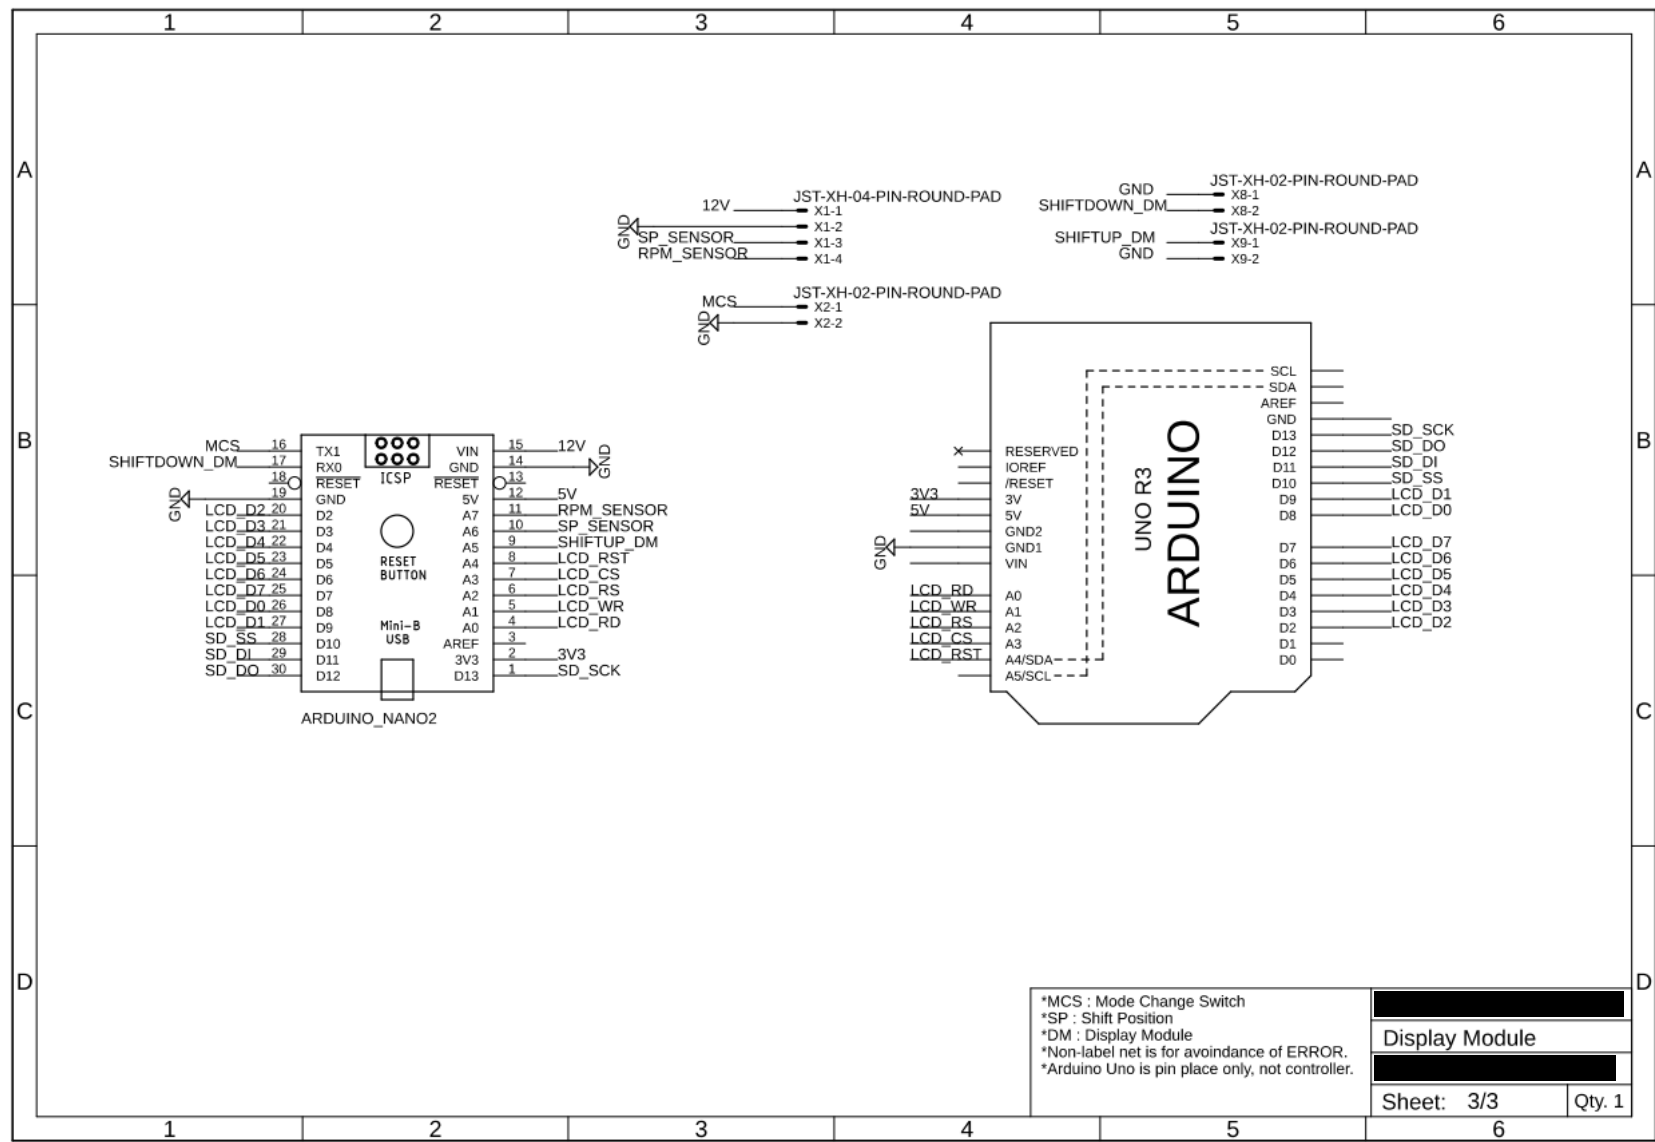 1 2 3 4 5 6
A A
JST-XH-04-PIN-ROUND-PAD
12V X1-1
GND X1-2
SP_SENSOR X1-3
RPM_SENSOR X1-4
JST-XH-02-PIN-ROUND-PAD
GND X8-1
SHIFTDOWN_DM X8-2
JST-XH-02-PIN-ROUND-PAD
SHIFTUP_DM X9-1
GND X9-2
JST-XH-02-PIN-ROUND-PAD
MCS X2-1
GND X2-2
B B
MCS 16 TX1
SHIFTDOWN_DM 17 RX0
18 RESET
GND 19 GND
LCD_D2 20 D2
LCD_D3 21 D3
LCD_D4 22 D4
LCD_D5 23 D5
LCD_D6 24 D6
LCD_D7 25 D7
LCD_D0 26 D8
LCD_D1 27 D9
SD_SS 28 D10
SD_DI 29 D11
SD_DO 30 D12
ICSP
RESET
BUTTON
Mini-B
USB
VIN 15 12V
GND 14 GND
RESET 13
5V 12 5V
A7 11 RPM_SENSOR
A6 10 SP_SENSOR
A5 9 SHIFTUP_DM
A4 8 LCD_RST
A3 7 LCD_CS
A2 6 LCD_RS
A1 5 LCD_WR
A0 4 LCD_RD
AREF 3
3V3 2 3V3
D13 1 SD_SCK
ARDUINO_NANO2
RESERVED
IOREF
/RESET
3V3 3V
5V 5V
GND2
GND GND1
VIN
LCD_RD A0
LCD_WR A1
LCD_RS A2
LCD_CS A3
LCD_RST A4/SDA
A5/SCL
UNO R3
ARDUINO
SCL
SDA
AREF
GND
D13 SD_SCK
D12 SD_DO
D11 SD_DI
D10 SD_SS
D9 LCD_D1
D8 LCD_D0
D7 LCD_D7
D6 LCD_D6
D5 LCD_D5
D4 LCD_D4
D3 LCD_D3
D2 LCD_D2
D1
D0
C C
D D
*MCS : Mode Change Switch
*SP : Shift Position
*DM : Display Module
*Non-label net is for avoindance of ERROR.
*Arduino Uno is pin place only, not controller.
Display Module
Sheet: 3/3 Qty. 1
1 2 3 4 5 6